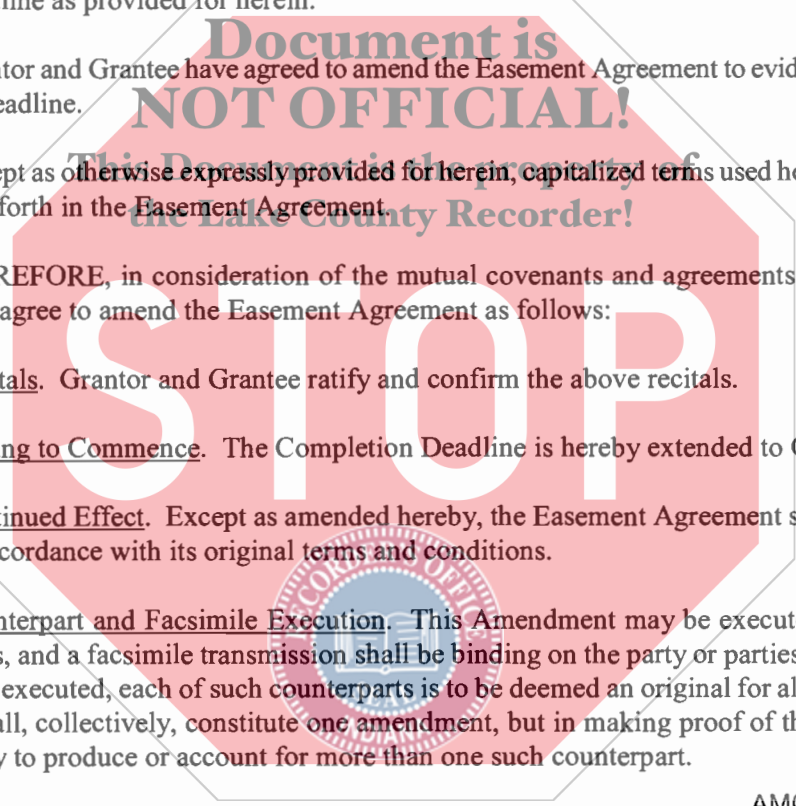 line as provided for herein.
Document is
ntor and Grantee have agreed to amend the Easement Agreement to evid
eadline.
NOT OFFICIAL!
This Document is the property of
ept as otherwise expressly provided for herein, capitalized terms used he
forth in the Easement Agreement.
the Lake County Recorder!
REFORE, in consideration of the mutual covenants and agreements
agree to amend the Easement Agreement as follows:
STOP
tals. Grantor and Grantee ratify and confirm the above recitals.
ng to Commence. The Completion Deadline is hereby extended to
tinued Effect. Except as amended hereby, the Easement Agreement s
cordance with its original terms and conditions.
RECORDER'S OFFICE
SEAL
INDIANA
nterpart and Facsimile Execution. This Amendment may be execut
s, and a facsimile transmission shall be binding on the party or parties
executed, each of such counterparts is to be deemed an original for al
all, collectively, constitute one amendment, but in making proof of th
y to produce or account for more than one such counterpart.
AM